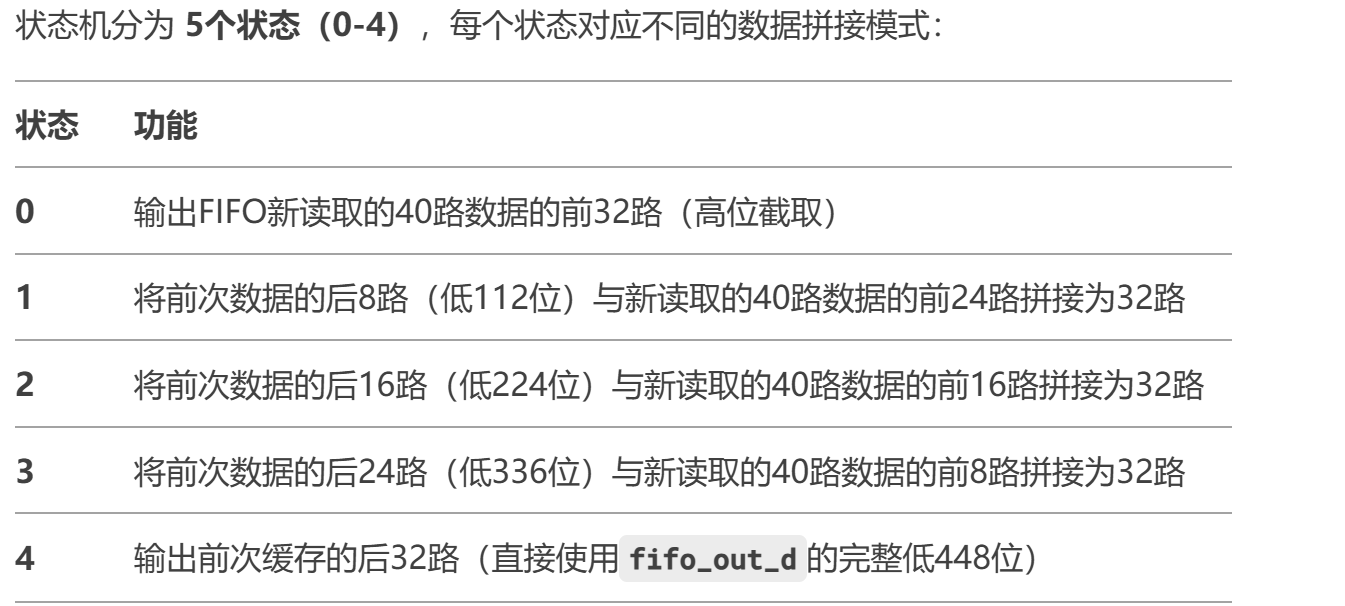 状态机分为 5个状态（0-4），每个状态对应不同的数据拼接模式：
状态 功能
0 输出FIFO新读取的40路数据的前32路（高位截取）
1 将前次数据的后8路（低112位）与新读取的40路数据的前24路拼接为32路
2 将前次数据的后16路（低224位）与新读取的40路数据的前16路拼接为32路
3 将前次数据的后24路（低336位）与新读取的40路数据的前8路拼接为32路
4 输出前次缓存的后32路（直接使用 fifo_out_d 的完整低448位）